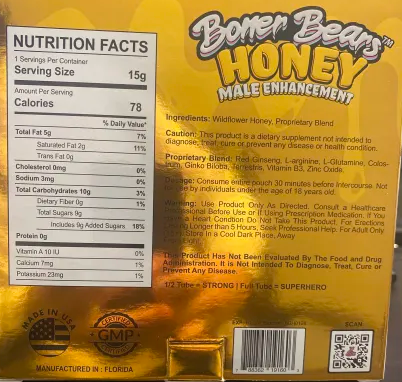 NUTRITION FACTS
1 Servings Per Container
Serving Size 15g
Amount Per Serving
Calories 78
% Daily Value*
Total Fat 5g 7%
Saturated Fat 2g 11%
Trans Fat 0g
Cholesterol 0mg 0%
Sodium 3mg 0%
Total Carbohydrates 10g 3%
Dietary Fiber 0g 1%
Total Sugars 9g
Includes 9g Added Sugars 18%
Protein 0g
Vitamin A 10 IU 0%
Calcium 7mg 1%
Potassium 23mg 1%
MADE IN USA
CERTIFIED
GMP
MANUFACTURED IN : FLORIDA
Boner Bears™
HONEY
MALE ENHANCEMENT
Ingredients: Wildflower Honey, Proprietary Blend
Caution: This product is a dietary supplement not intended to
diagnose, treat, cure or prevent any disease or health condition.
Proprietary Blend: Red Ginseng, L-arginine, L-Glutamine, Colos-
rum, Ginko Biloba, Terrestris, Vitamin B3, Zinc Oxide.
Consume entire pouch 30 minutes before Intercourse. Not
use by individuals under the age of 18 years old.
Warning: Use Product Only As Directed. Consult a Healthcare
Professional Before Use or If Using Prescription Medication. If You
a Heart Condition Do Not Take This Product. For Erections
Longer Than 5 Hours, Seek Professional Help. For Adult Only
Store In a Cool Dark Place, Away
Light
This Product Has Not Been Evaluated By The Food and Drug
Administration. It is Not Intended To Diagnose, Treat, Cure or
Prevent Any Disease.
1/2 Tube = STRONG | Full Tube = SUPERHERO
SCAN